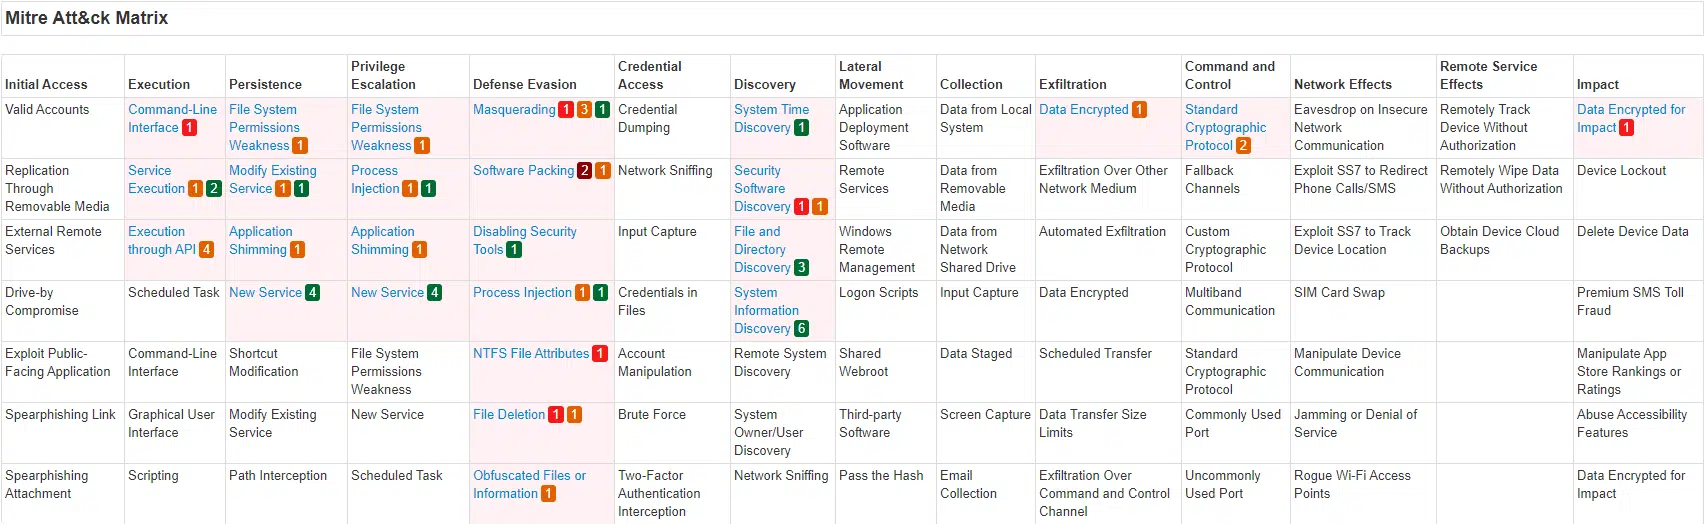 Mitre Att&ck Matrix
Initial Access
Execution
Persistence
Privilege
Escalation
Defense Evasion
Credential
Access
Discovery
Lateral
Movement
Collection
Exfiltration
Command and
Control
Network Effects
Remote Service
Effects
Impact
Valid Accounts
Command-Line
Interface 1
File System
Permissions
Weakness 1
File System
Permissions
Weakness 1
Masquerading 1 3 1
Credential
Dumping
System Time
Discovery 1
Application
Deployment
Software
Data from Local
System
Data Encrypted 1
Standard
Cryptographic
Protocol 2
Eavesdrop on Insecure
Network
Communication
Remotely Track
Device Without
Authorization
Data Encrypted for
Impact 1
Replication
Through
Removable Media
Service
Execution 1 2
Modify Existing
Service 1 1
Process
Injection 1 1
Software Packing 2 1
Network Sniffing
Security
Software
Discovery 1 1
Remote
Services
Data from
Removable
Media
Exfiltration Over Other
Network Medium
Fallback
Channels
Exploit SS7 to Redirect
Phone Calls/SMS
Remotely Wipe Data
Without Authorization
Device Lockout
External Remote
Services
Execution
through API 4
Application
Shimming 1
Application
Shimming 1
Disabling Security
Tools 1
Input Capture
File and
Directory
Discovery 3
Windows
Remote
Management
Data from
Network
Shared Drive
Automated Exfiltration
Custom
Cryptographic
Protocol
Exploit SS7 to Track
Device Location
Obtain Device Cloud
Backups
Delete Device Data
Drive-by
Compromise
Scheduled Task
New Service 4
New Service 4
Process Injection 1 1
Credentials in
Files
System
Information
Discovery 6
Logon Scripts
Input Capture
Data Encrypted
Multiband
Communication
SIM Card Swap
Premium SMS Toll
Fraud
Exploit Public-
Facing Application
Command-Line
Interface
Shortcut
Modification
File System
Permissions
Weakness
NTFS File Attributes 1
Account
Manipulation
Remote System
Discovery
Shared
Webroot
Data Staged
Scheduled Transfer
Standard
Cryptographic
Protocol
Manipulate Device
Communication
Manipulate App
Store Rankings or
Ratings
Spearphishing Link
Graphical User
Interface
Modify Existing
Service
New Service
File Deletion 1 1
Brute Force
System
Owner/User
Discovery
Third-party
Software
Screen Capture
Data Transfer Size
Limits
Commonly Used
Port
Jamming or Denial of
Service
Abuse Accessibility
Features
Spearphishing
Attachment
Scripting
Path Interception
Scheduled Task
Obfuscated Files or
Information 1
Two-Factor
Authentication
Interception
Network Sniffing
Pass the Hash
Email
Collection
Exfiltration Over
Command and Control
Channel
Uncommonly
Used Port
Rogue Wi-Fi Access
Points
Data Encrypted for
Impact